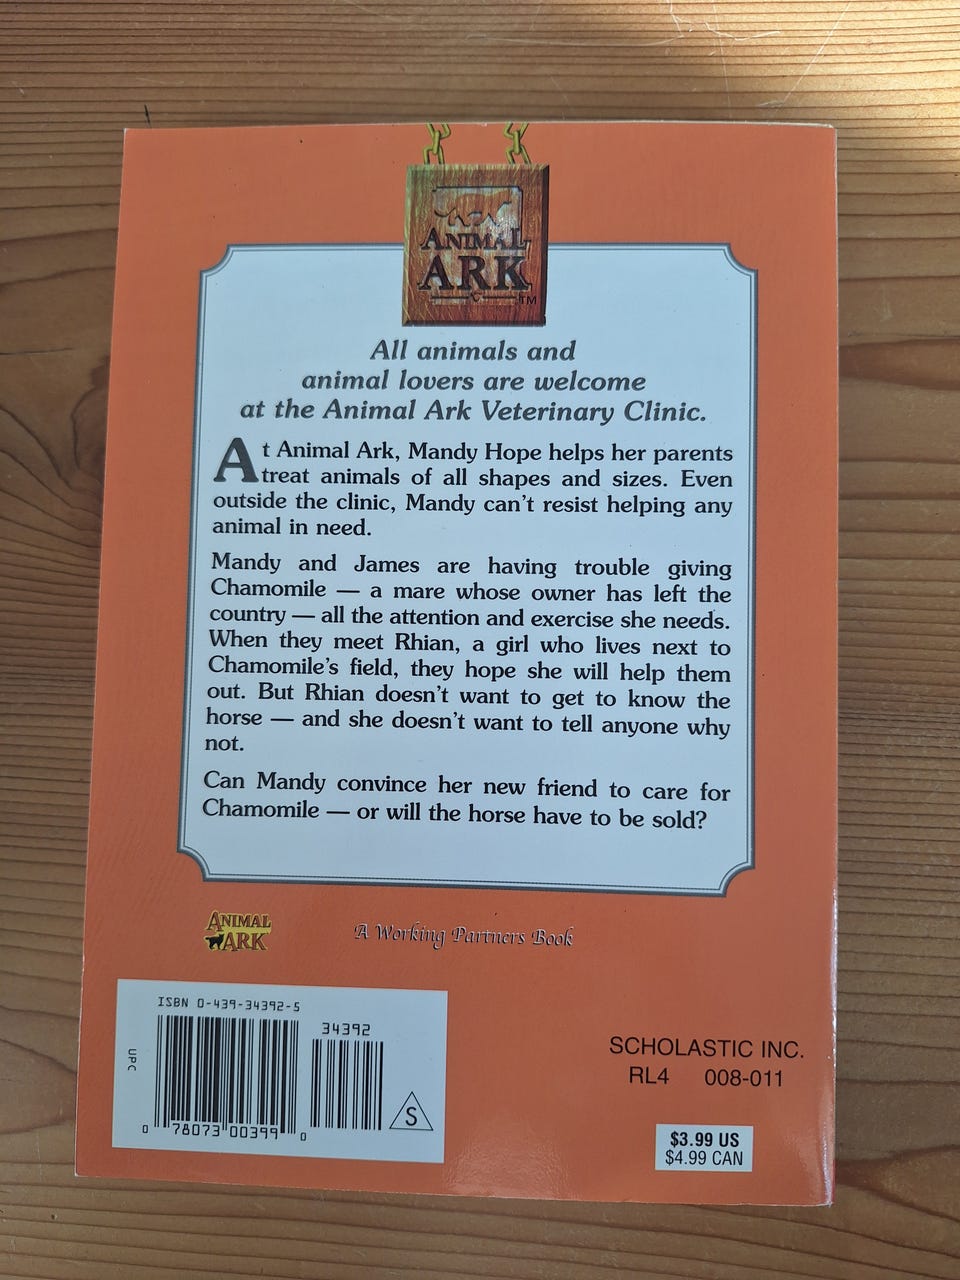 ANIMAL
ARK
TM
All animals and
animal lovers are welcome
at the Animal Ark Veterinary Clinic.
At Animal Ark, Mandy Hope helps her parents
treat animals of all shapes and sizes. Even
outside the clinic, Mandy can't resist helping any
animal in need.
Mandy and James are having trouble giving
Chamomile — a mare whose owner has left the
country — all the attention and exercise she needs.
When they meet Rhian, a girl who lives next to
Chamomile's field, they hope she will help them
out. But Rhian doesn't want to get to know the
horse — and she doesn't want to tell anyone why
not.
Can Mandy convince her new friend to care for
Chamomile — or will the horse have to be sold?
ANIMAL
ARK
A Working Partners Book
ISBN 0-439-34392-5
34392
UPC
0 78073 00399 0
S
SCHOLASTIC INC.
RL4 008-011
$3.99 US
$4.99 CAN